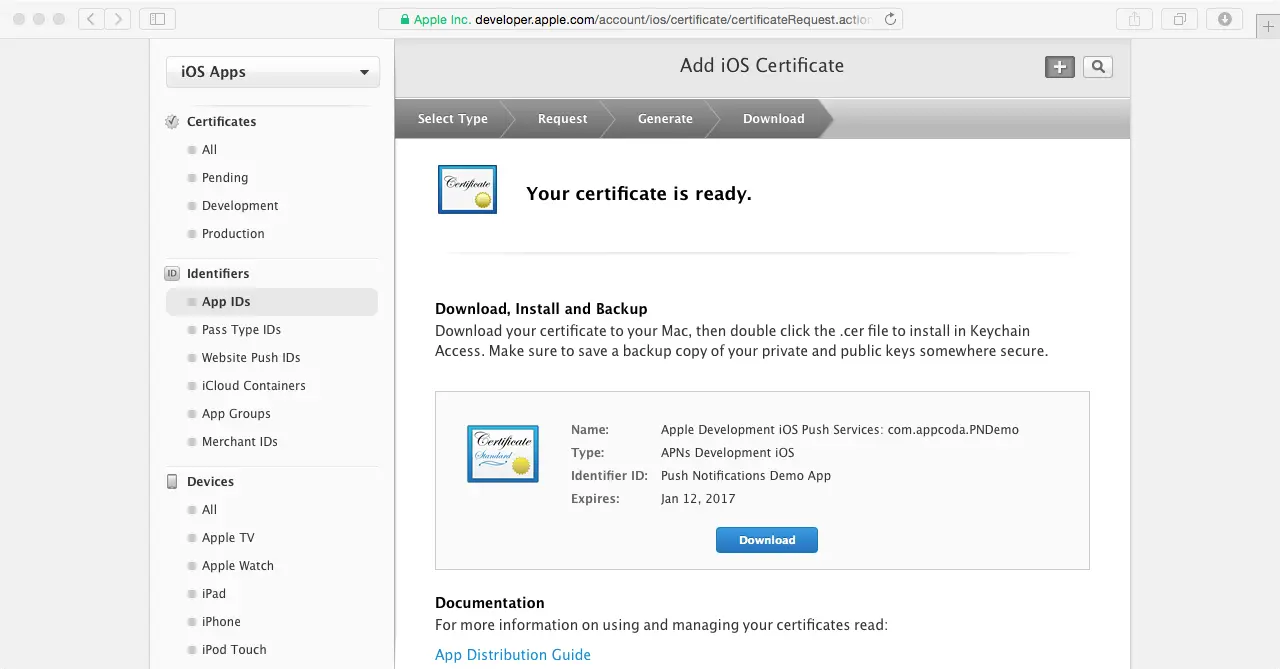 Apple Inc. developer.apple.com/account/ios/certificate/certificateRequest.actio
iOS Apps
Add iOS Certificate
Certificates
All
Pending
Development
Production
ID Identifiers
App IDs
Pass Type IDs
Website Push IDs
iCloud Containers
App Groups
Merchant IDs
Devices
All
Apple TV
Apple Watch
iPad
iPhone
iPod Touch
Select Type Request Generate Download
Certificate
Your certificate is ready.
Download, Install and Backup
Download your certificate to your Mac, then double click the .cer file to install in Keychain
Access. Make sure to save a backup copy of your private and public keys somewhere secure.
Certificate
Standard
Name: Apple Development iOS Push Services: com.appcoda.PNDemo
Type: APNs Development iOS
Identifier ID: Push Notifications Demo App
Expires: Jan 12, 2017
Download
Documentation
For more information on using and managing your certificates read:
App Distribution Guide